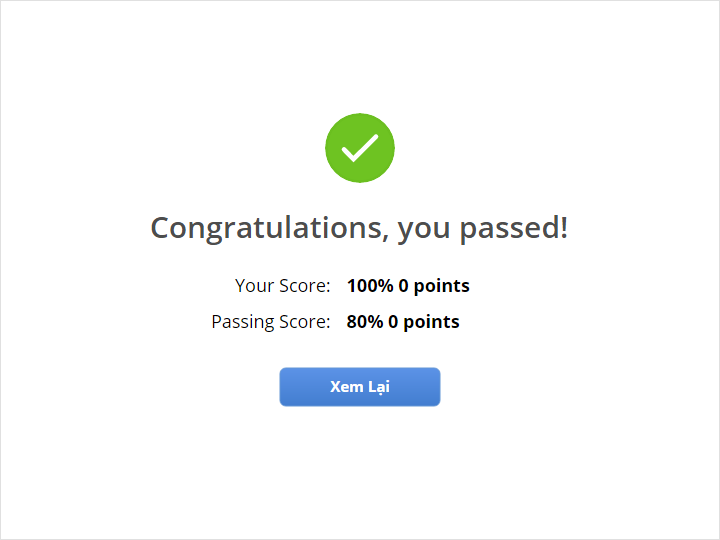 Congratulations, you passed!
Your Score: 100% 0 points
Passing Score: 80% 0 points
Xem Lại